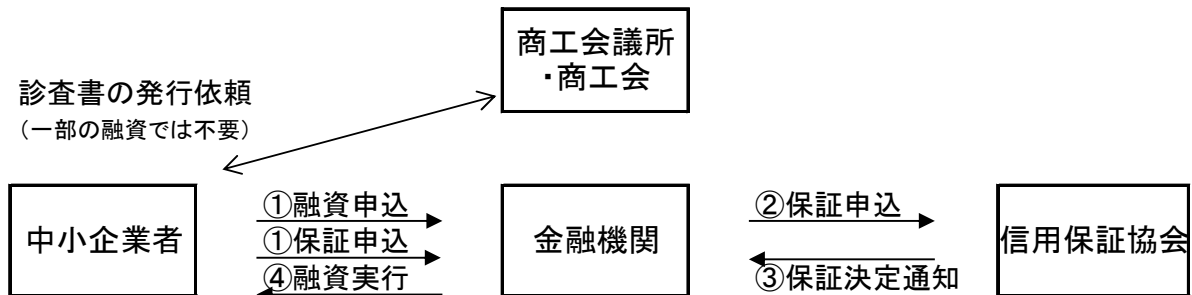 商工会議所
・商工会
診査書の発行依頼
（一部の融資では不要）
中小企業者
①融資申込
①保証申込
④融資実行
金融機関
②保証申込
③保証決定通知
信用保証協会